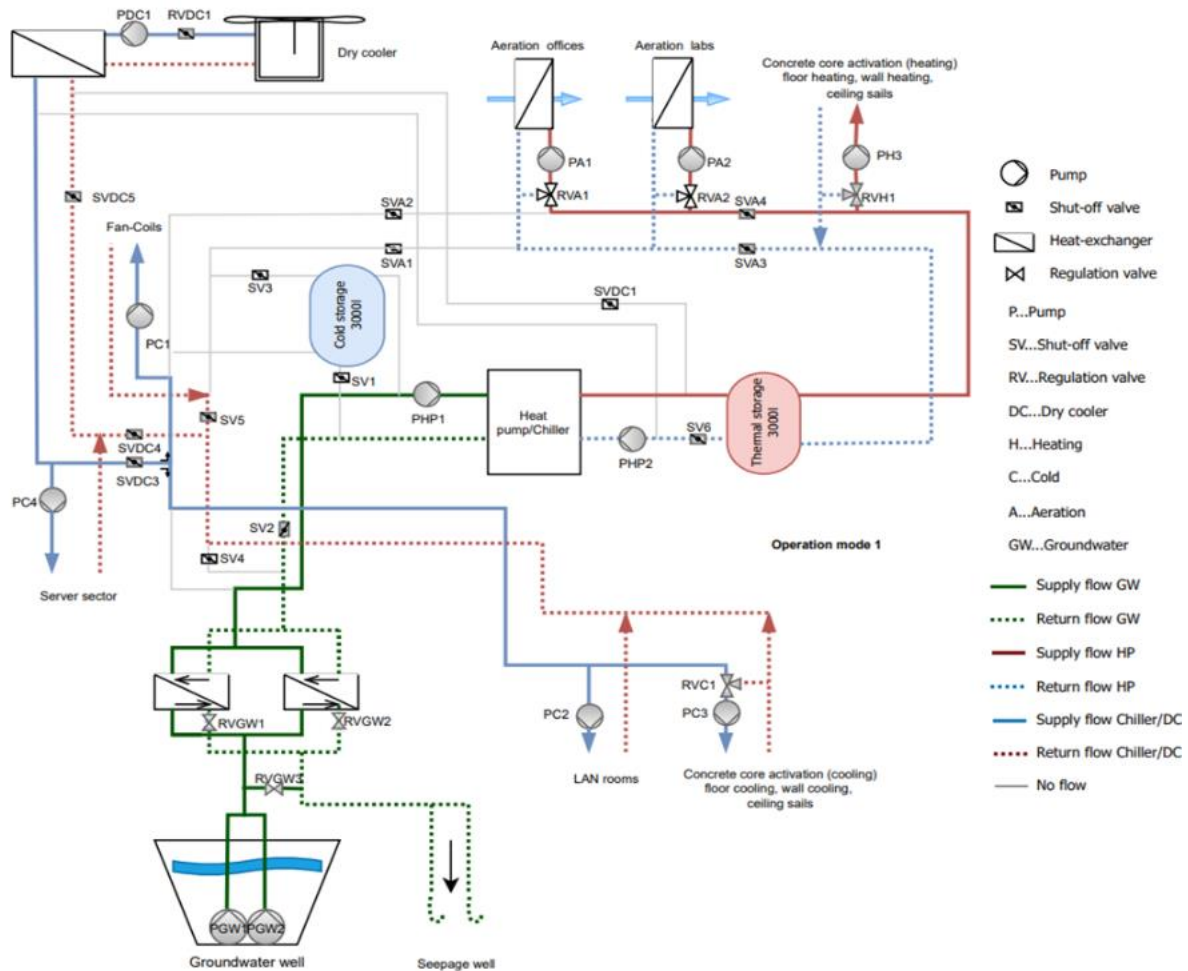 PDC1
RVDC1
Dry cooler
Aeration offices
Aeration labs
Concrete core activation (heating)
floor heating, wall heating,
ceiling sails
PA1
PA2
PH3
RVA1
RVA2
SVA4
RVH1
SVDC5
SVA2
Fan-Coils
SVA1
SVA3
SV3
Cold storage
3000l
SVDC1
PC1
SV1
PHP1
Heat
pump/Chiller
Thermal storage
3000l
SV5
SV6
PHP2
SVDC4
SVDC3
PC4
SV2
SV4
Operation mode 1
Server sector
RVGW1
RVGW2
RVC1
PC2
PC3
LAN rooms
Concrete core activation (cooling)
floor cooling, wall cooling,
ceiling sails
RVGW3
PGW1
PGW2
Groundwater well
Seepage well
Pump
Shut-off valve
Heat-exchanger
Regulation valve
P...Pump
SV...Shut-off valve
RV...Regulation valve
DC...Dry cooler
H...Heating
C...Cold
A...Aeration
GW...Groundwater
Supply flow GW
Return flow GW
Supply flow HP
Return flow HP
Supply flow Chiller/DC
Return flow Chiller/DC
No flow